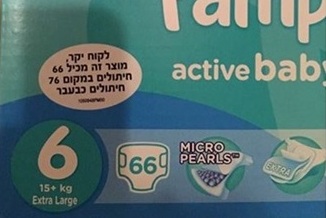 Pamp
active baby
לקוח יקר,
מוצר זה מכיל 66
חיתולים במקום 76
חיתולים כבעבר
6
15+ kg
Extra Large
66
MICRO
PEARLS™
EXTRA